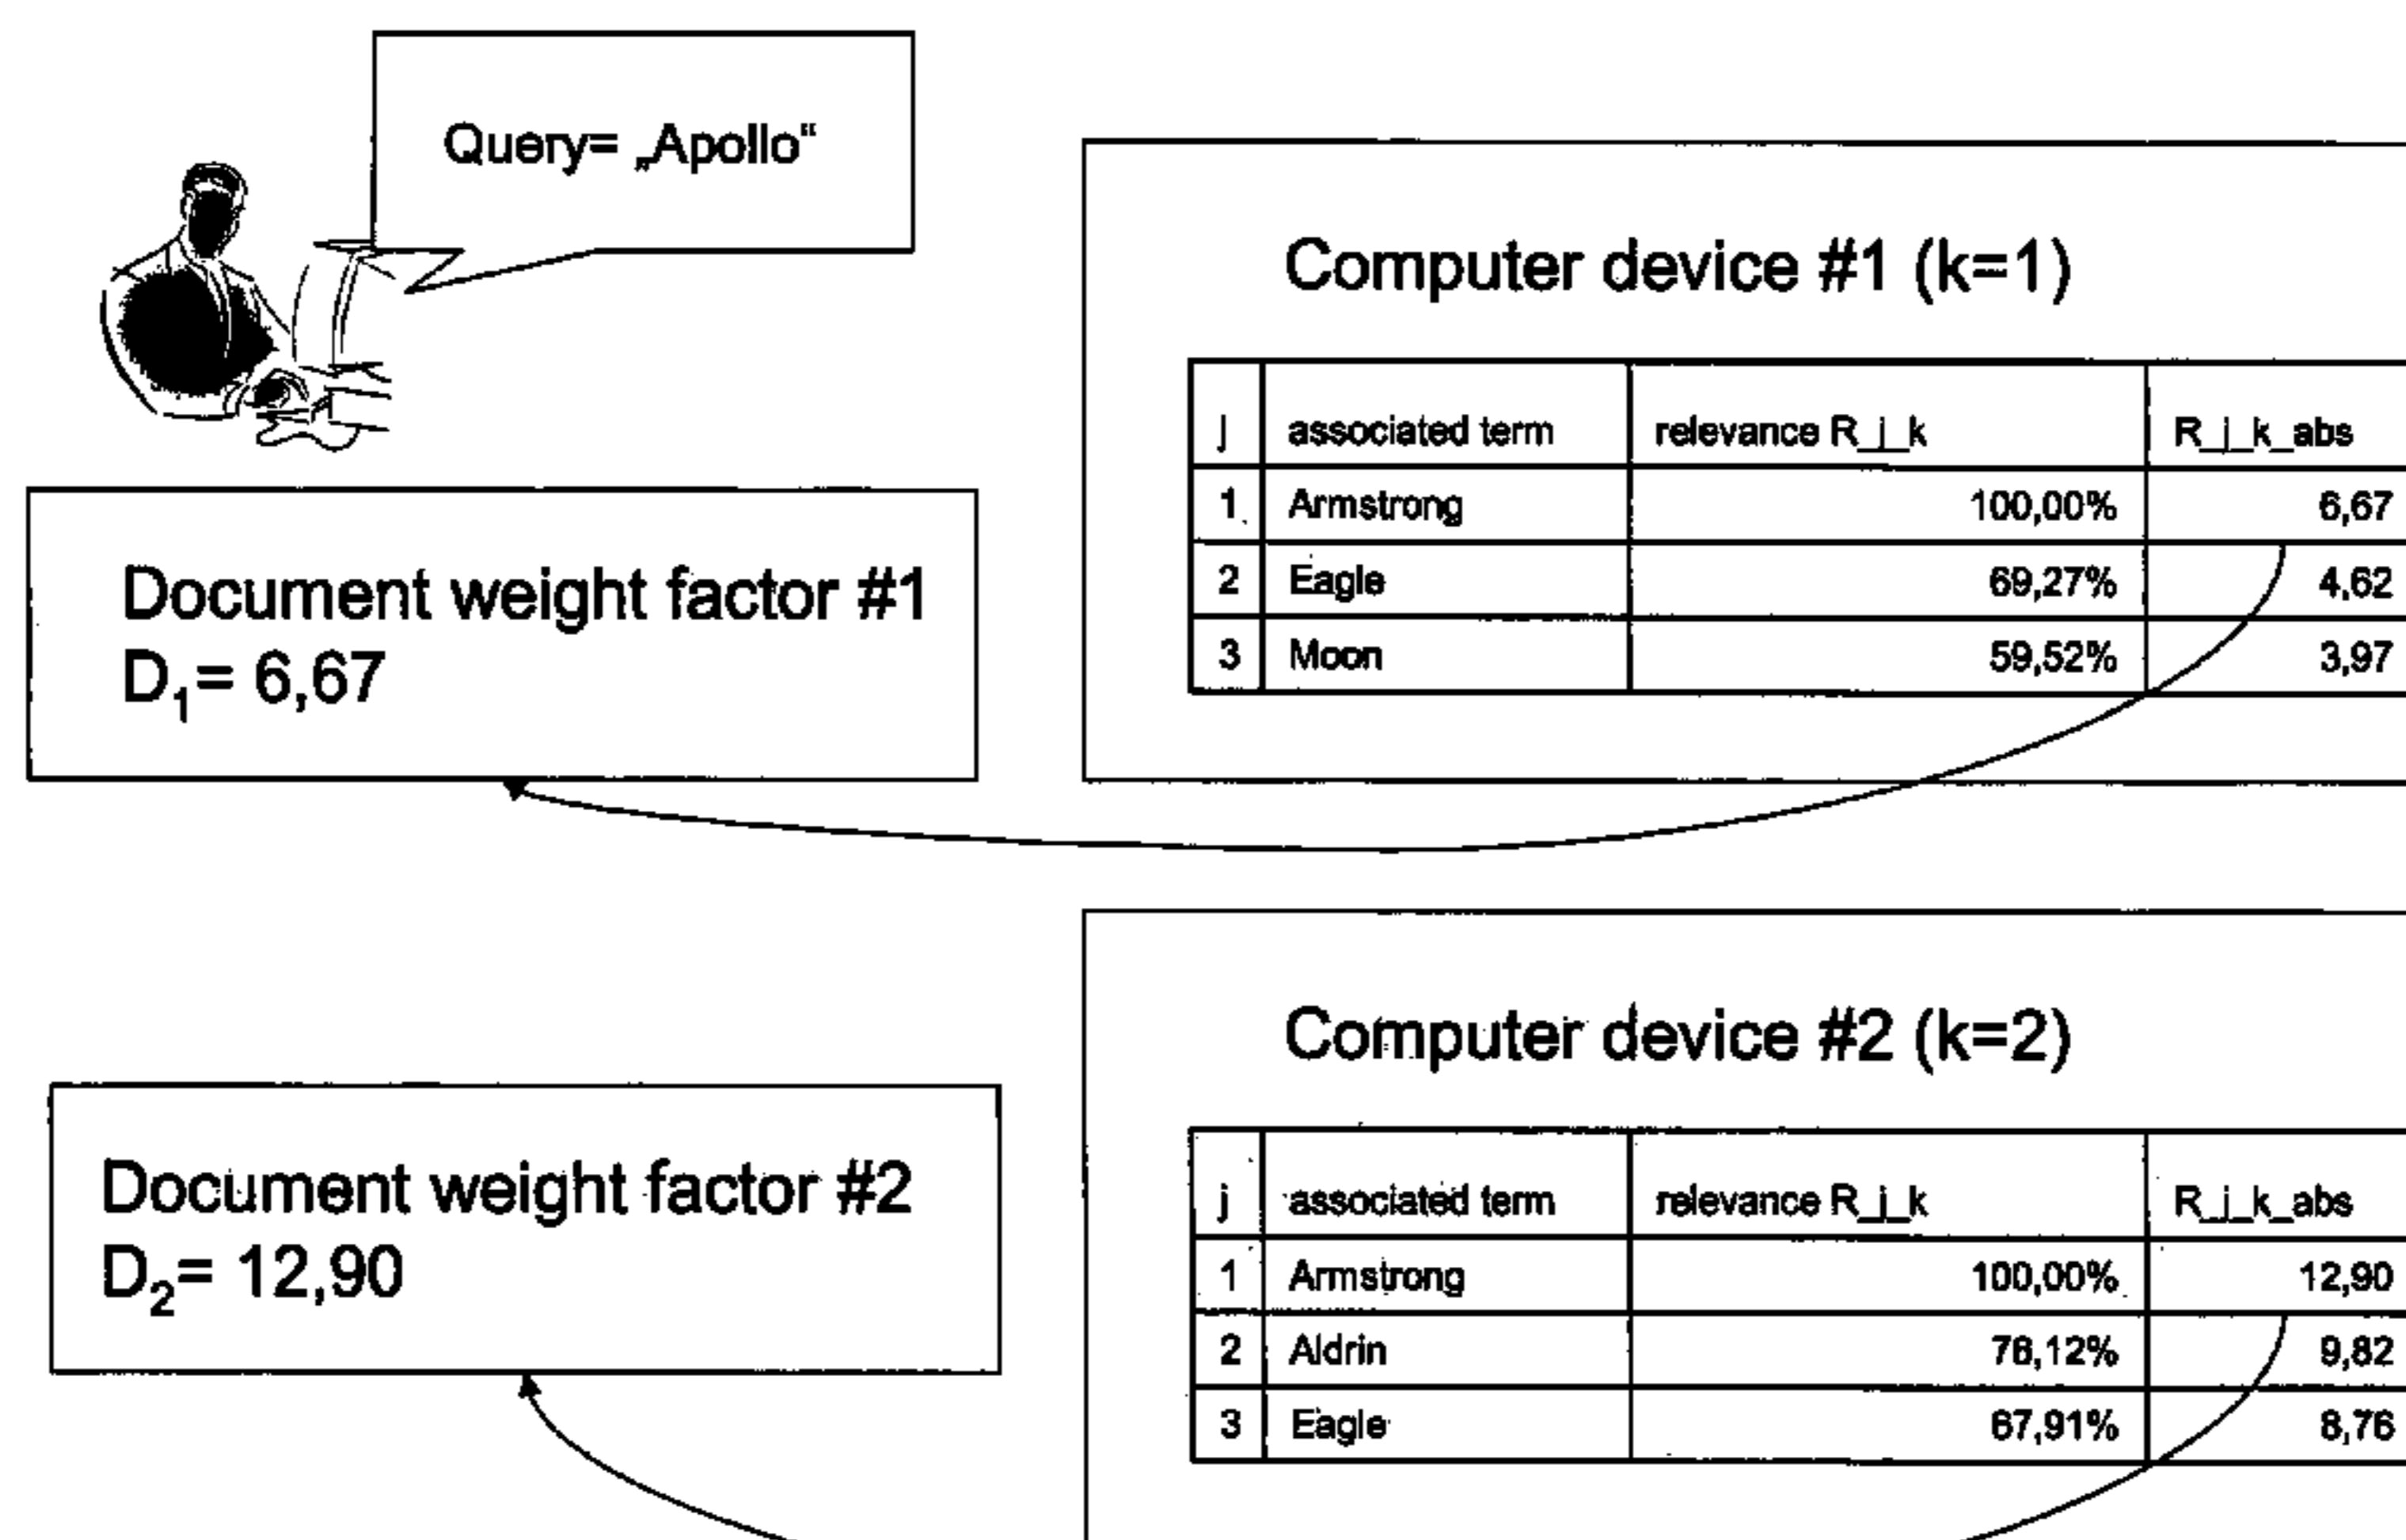 Query= „Apollo“
Computer device #1 (k=1)
j associated term relevance R_j_k R_j_k_abs
1 Armstrong 100,00% 6,67
2 Eagle 69,27% 4,62
3 Moon 59,52% 3,97
Document weight factor #1
D₁= 6,67
Computer device #2 (k=2)
j associated term relevance R_j_k R_j_k_abs
1 Armstrong 100,00% 12,90
2 Aldrin 76,12% 9,82
3 Eagle 67,91% 8,76
Document weight factor #2
D₂= 12,90